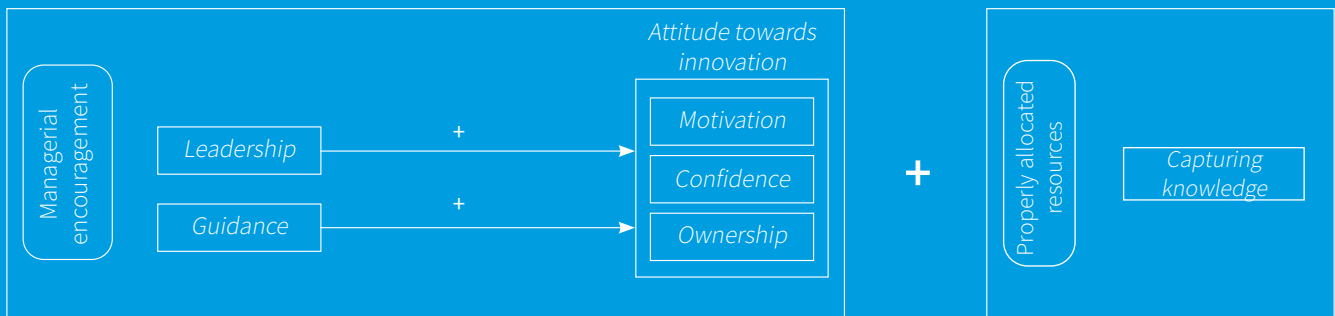 Managerial
encouragement
Leadership
+
Guidance
+
Attitude towards
innovation
Motivation
Confidence
Ownership
+
Properly allocated
resources
Capturing
knowledge